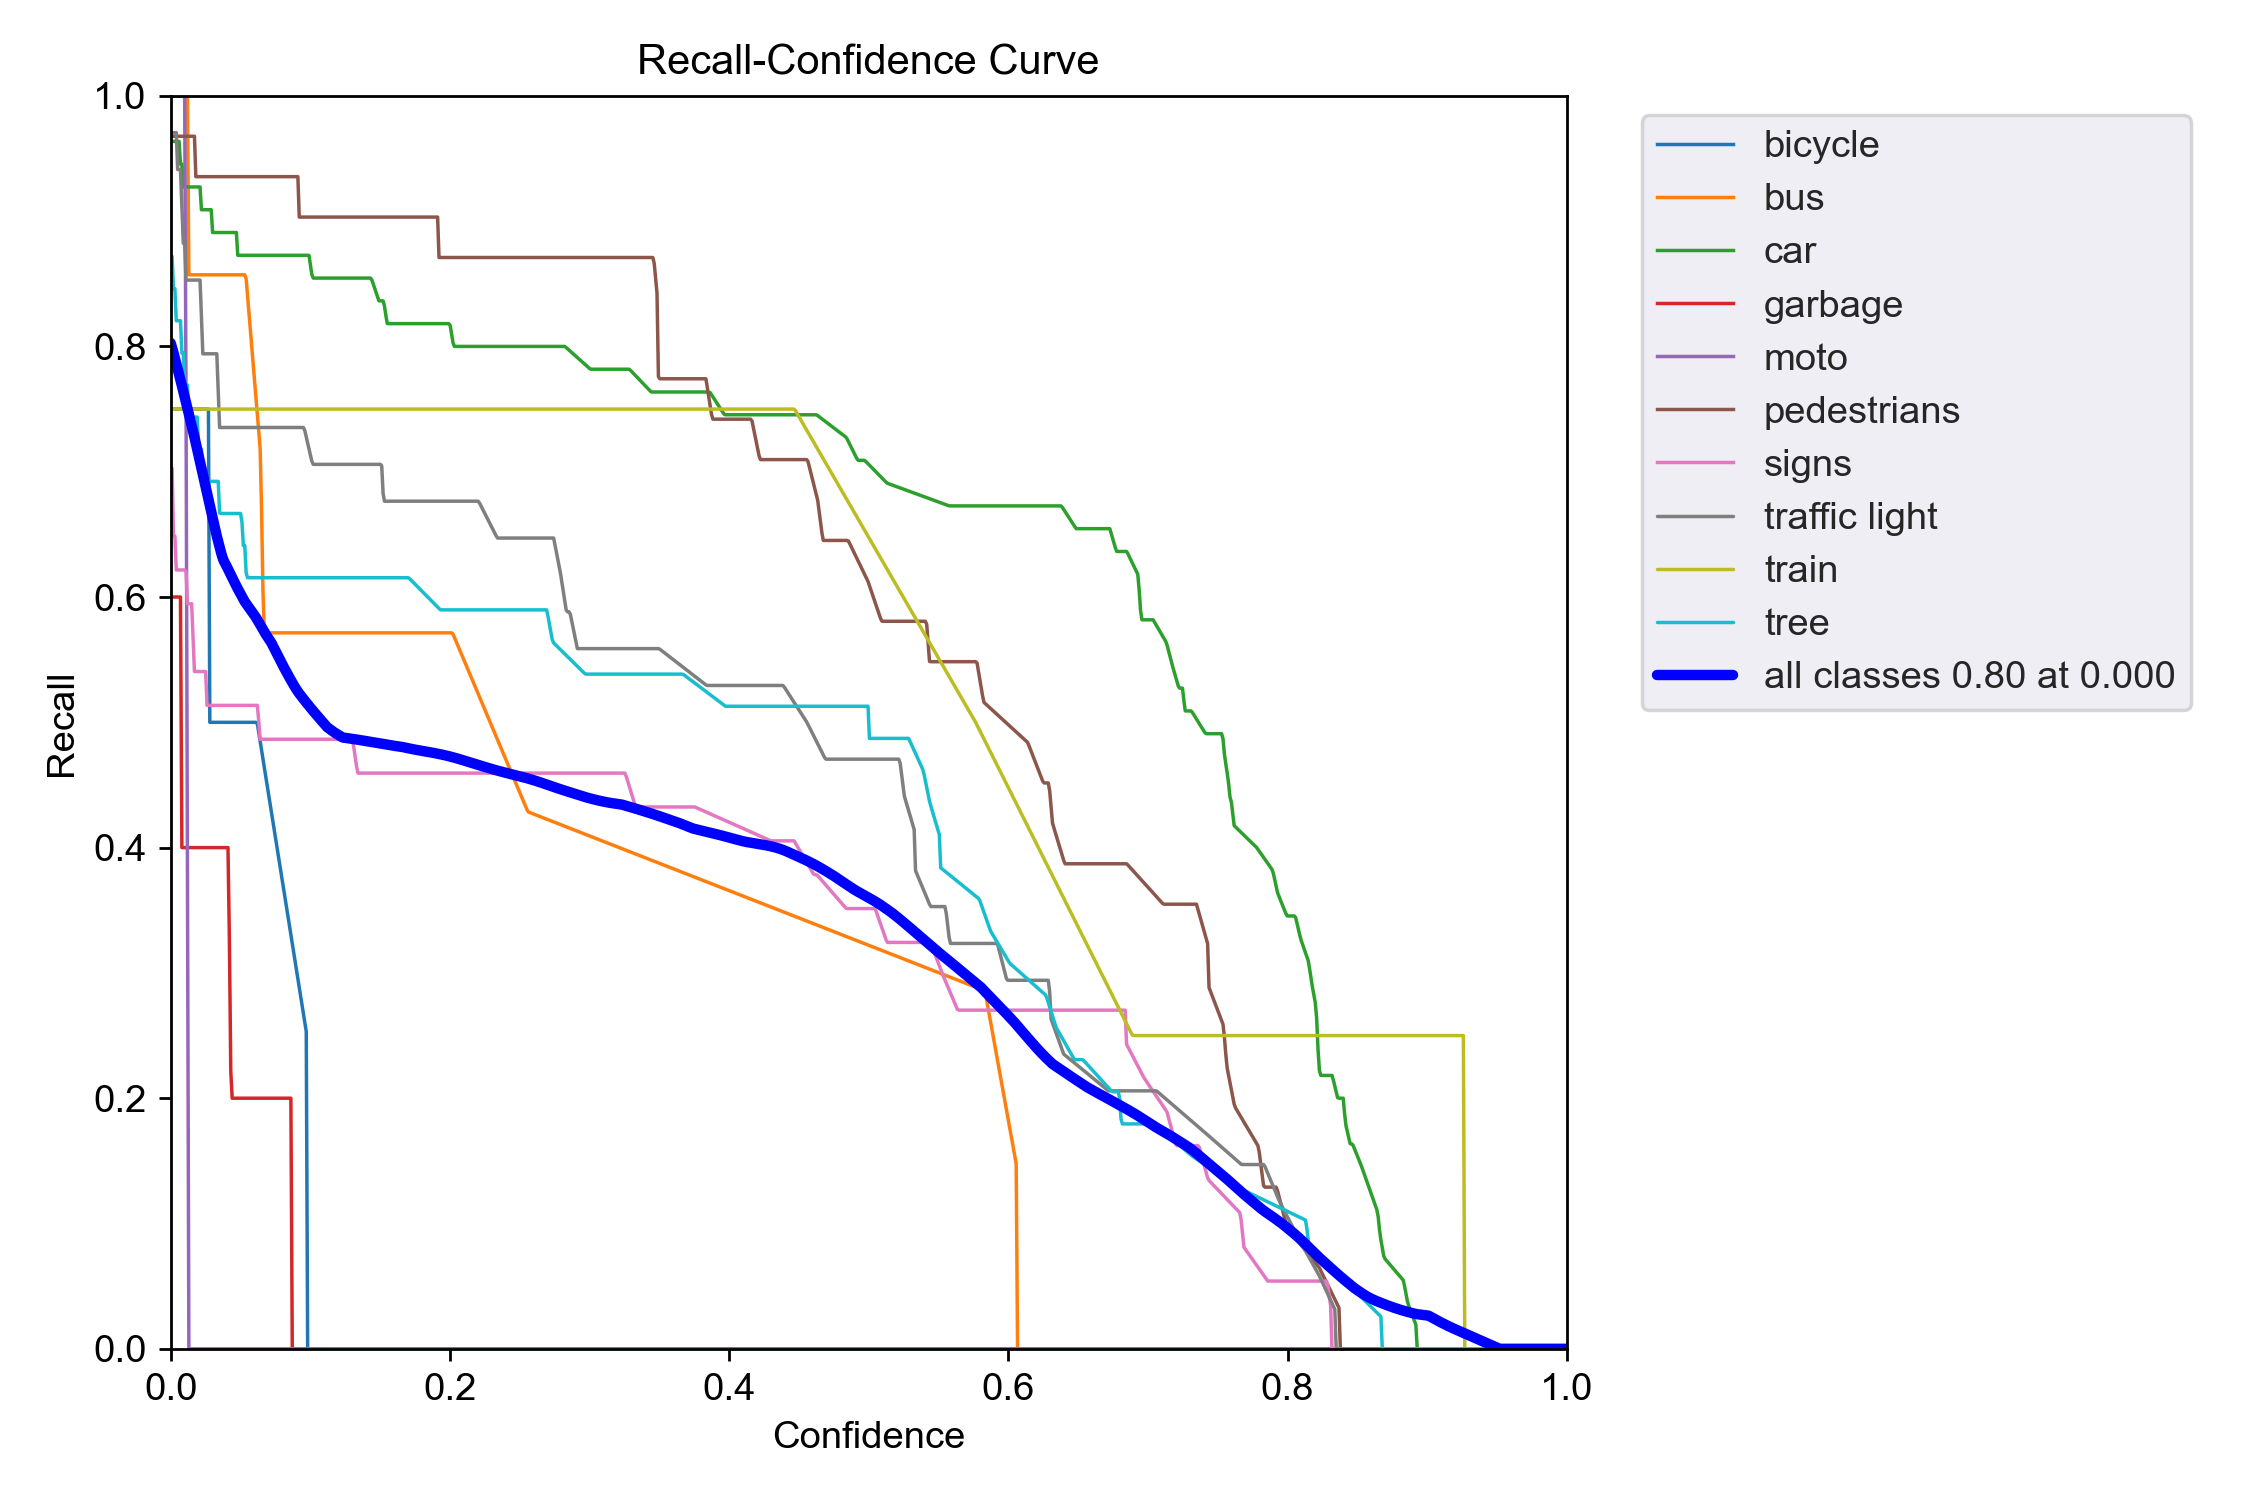 Recall-Confidence Curve
1.0
0.8
0.6
0.4
0.2
0.0
Recall
0.0 0.2 0.4 0.6 0.8 1.0
Confidence
bicycle
bus
car
garbage
moto
pedestrians
signs
traffic light
train
tree
all classes 0.80 at 0.000